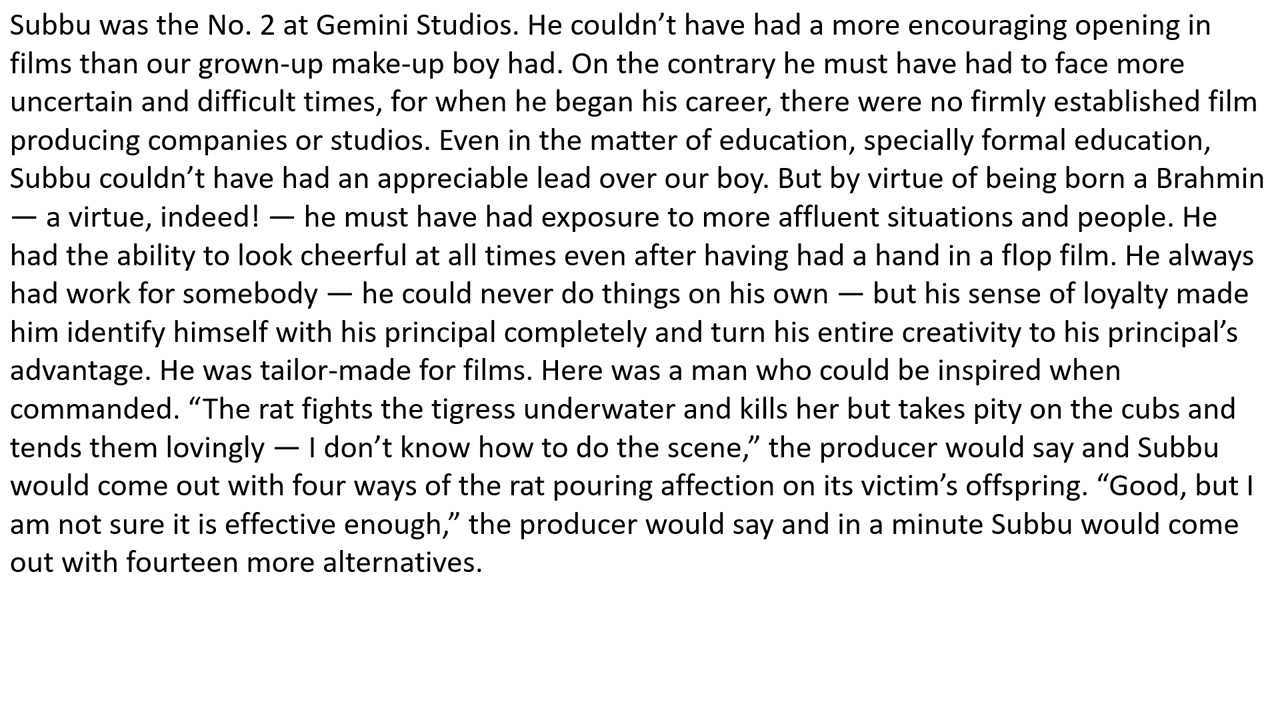 Subbu was the No. 2 at Gemini Studios. He couldn’t have had a more encouraging opening in
films than our grown-up make-up boy had. On the contrary he must have had to face more
uncertain and difficult times, for when he began his career, there were no firmly established film
producing companies or studios. Even in the matter of education, specially formal education,
Subbu couldn’t have had an appreciable lead over our boy. But by virtue of being born a Brahmin
— a virtue, indeed! — he must have had exposure to more affluent situations and people. He
had the ability to look cheerful at all times even after having had a hand in a flop film. He always
had work for somebody — he could never do things on his own — but his sense of loyalty made
him identify himself with his principal completely and turn his entire creativity to his principal’s
advantage. He was tailor-made for films. Here was a man who could be inspired when
commanded. “The rat fights the tigress underwater and kills her but takes pity on the cubs and
tends them lovingly — I don’t know how to do the scene,” the producer would say and Subbu
would come out with four ways of the rat pouring affection on its victim’s offspring. “Good, but I
am not sure it is effective enough,” the producer would say and in a minute Subbu would come
out with fourteen more alternatives.